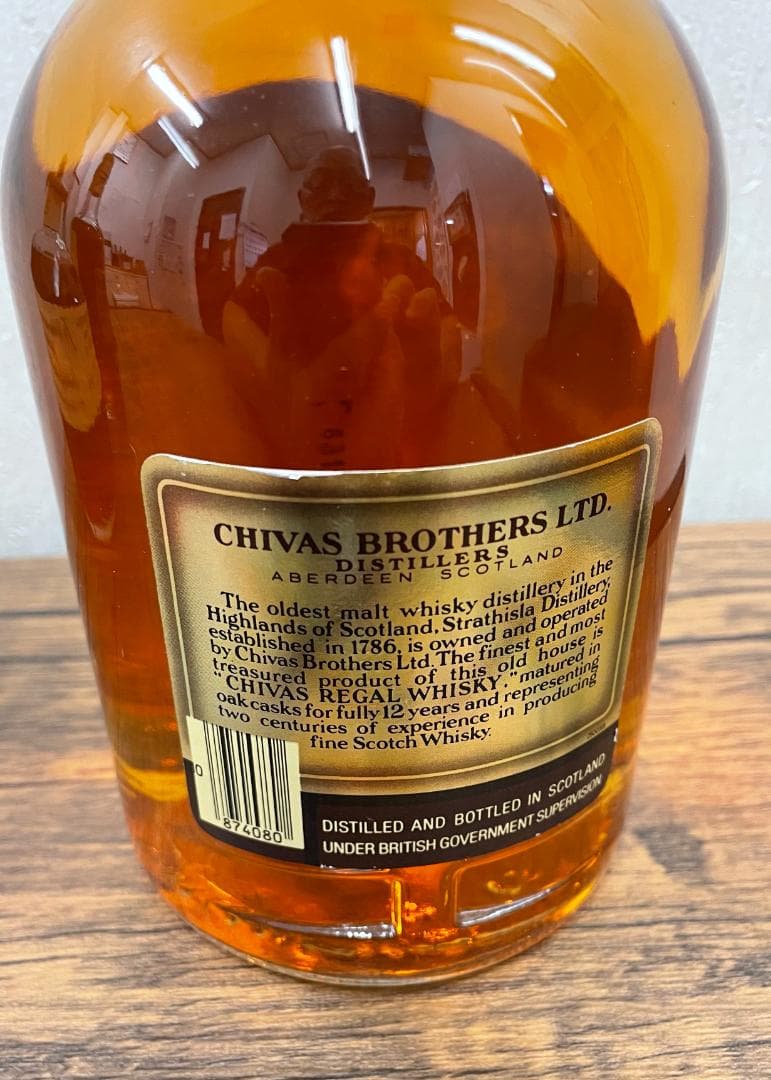 CHIVAS BROTHERS LTD.
DISTILLERS
ABERDEEN SCOTLAND
The oldest malt whisky distillery in the
Highlands of Scotland, Strathisla Distillery,
established in 1786, is owned and operated
by Chivas Brothers Ltd. The finest and most
treasured product of this old house is
"CHIVAS REGAL WHISKY," matured in
oak casks for fully 12 years and representing
two centuries of experience in producing
fine Scotch Whisky.
0
874080
DISTILLED AND BOTTLED IN SCOTLAND
UNDER BRITISH GOVERNMENT SUPERVISION